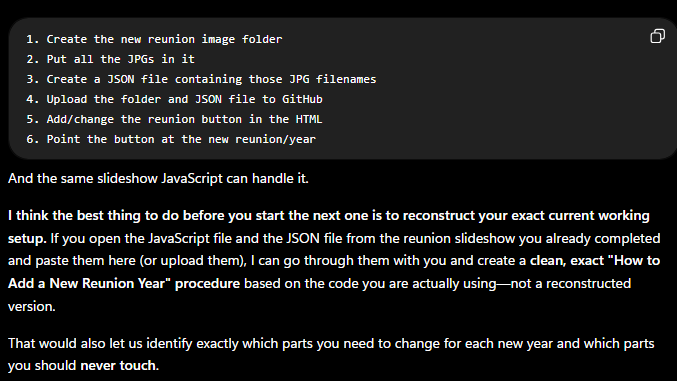 1. Create the new reunion image folder
2. Put all the JPGs in it
3. Create a JSON file containing those JPG filenames
4. Upload the folder and JSON file to GitHub
5. Add/change the reunion button in the HTML
6. Point the button at the new reunion/year
And the same slideshow JavaScript can handle it.
I think the best thing to do before you start the next one is to reconstruct your exact current working
setup. If you open the JavaScript file and the JSON file from the reunion slideshow you already completed
and paste them here (or upload them), I can go through them with you and create a clean, exact "How to
Add a New Reunion Year" procedure based on the code you are actually using—not a reconstructed
version.
That would also let us identify exactly which parts you need to change for each new year and which parts
you should never touch.